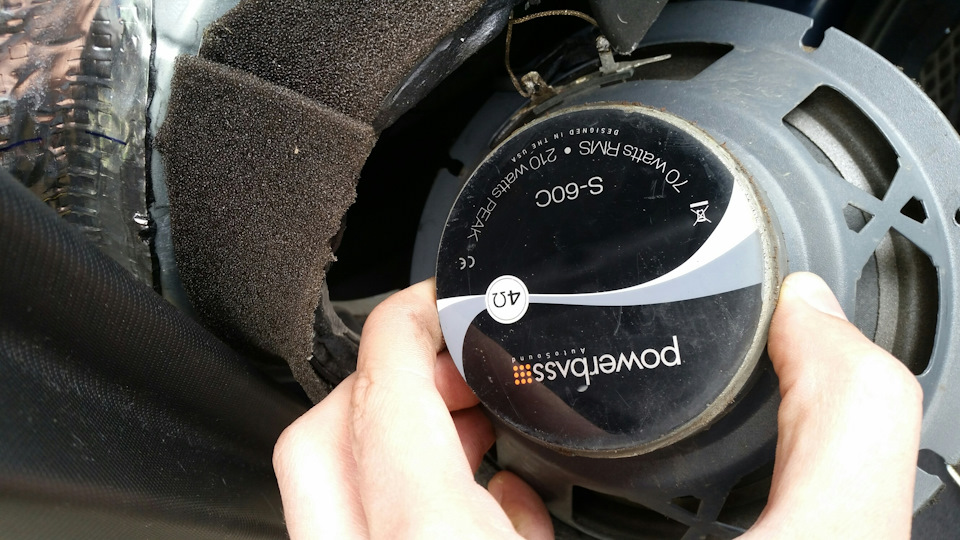 powerbass
AutoSound
4Ω
CE
S-60C
70 watts RMS • 210 watts PEAK
DESIGNED IN THE USA